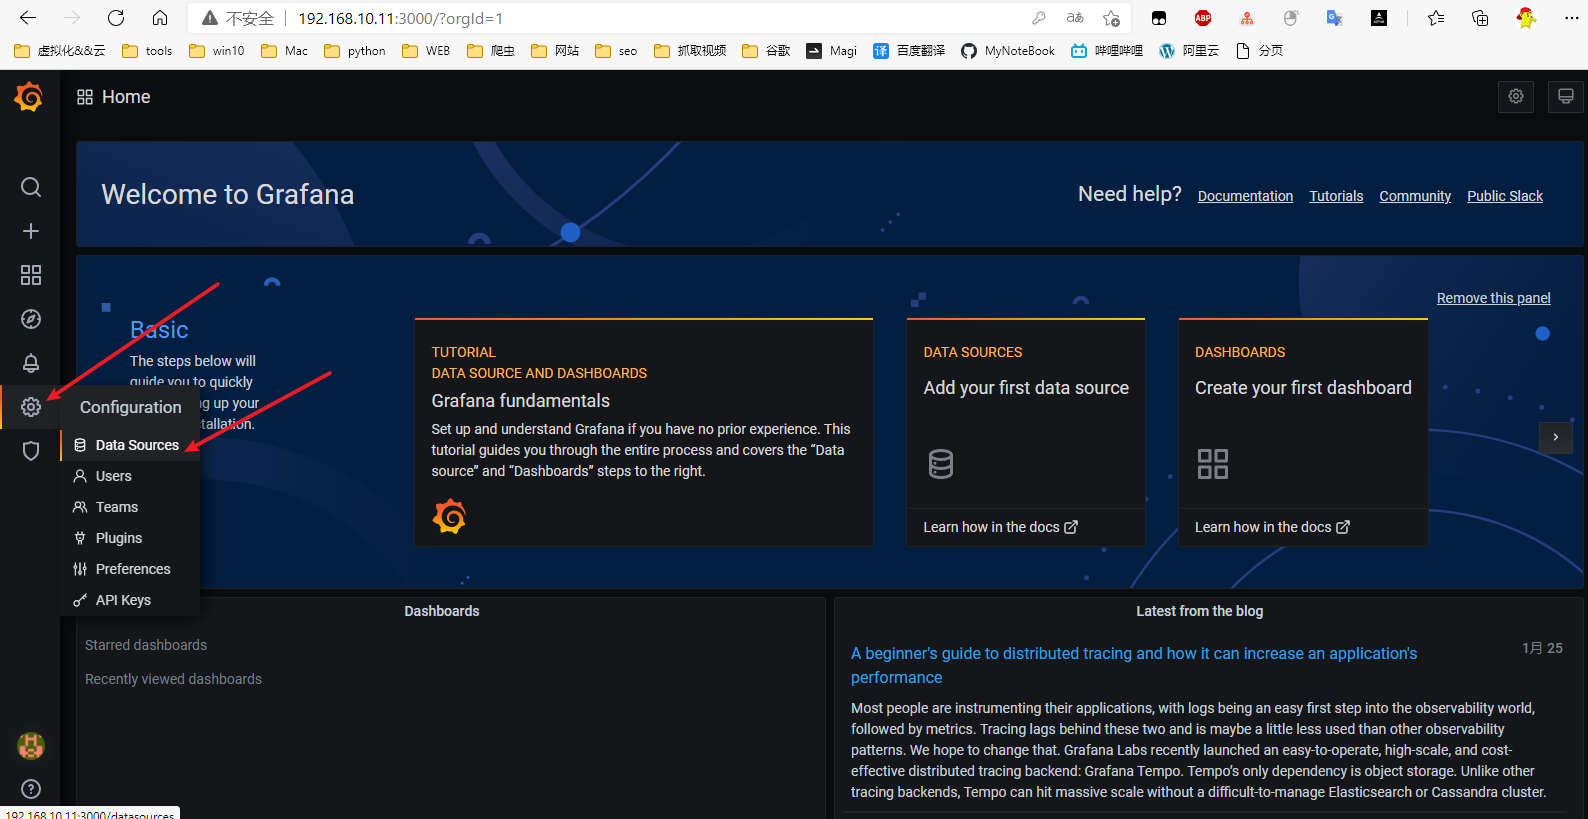 不安全
192.168.10.11:3000/?orgId=1
aあ
ABP
虚拟化&&云
tools
win10
Mac
python
WEB
爬虫
网站
seo
抓取视频
谷歌
Magi
译
百度翻译
MyNoteBook
哔哩哔哩
阿里云
分页
Home
Welcome to Grafana
Need help?
Documentation
Tutorials
Community
Public Slack
Remove this panel
Basic
The steps below will
guide you to quickly
ng up your
stallation.
TUTORIAL
DATA SOURCE AND DASHBOARDS
Grafana fundamentals
Set up and understand Grafana if you have no prior experience. This
tutorial guides you through the entire process and covers the “Data
source” and “Dashboards” steps to the right.
DATA SOURCES
Add your first data source
Learn how in the docs
DASHBOARDS
Create your first dashboard
Learn how in the docs
Configuration
Data Sources
Users
Teams
Plugins
Preferences
API Keys
Dashboards
Starred dashboards
Recently viewed dashboards
Latest from the blog
A beginner's guide to distributed tracing and how it can increase an application's
performance
1月 25
Most people are instrumenting their applications, with logs being an easy first step into the observability world,
followed by metrics. Tracing lags behind these two and is maybe a little less used than other observability
patterns. We hope to change that. Grafana Labs recently launched an easy-to-operate, high-scale, and cost-
effective distributed tracing backend: Grafana Tempo. Tempo’s only dependency is object storage. Unlike other
tracing backends, Tempo can hit massive scale without a difficult-to-manage Elasticsearch or Cassandra cluster.
192.168.10.11:3000/datasources